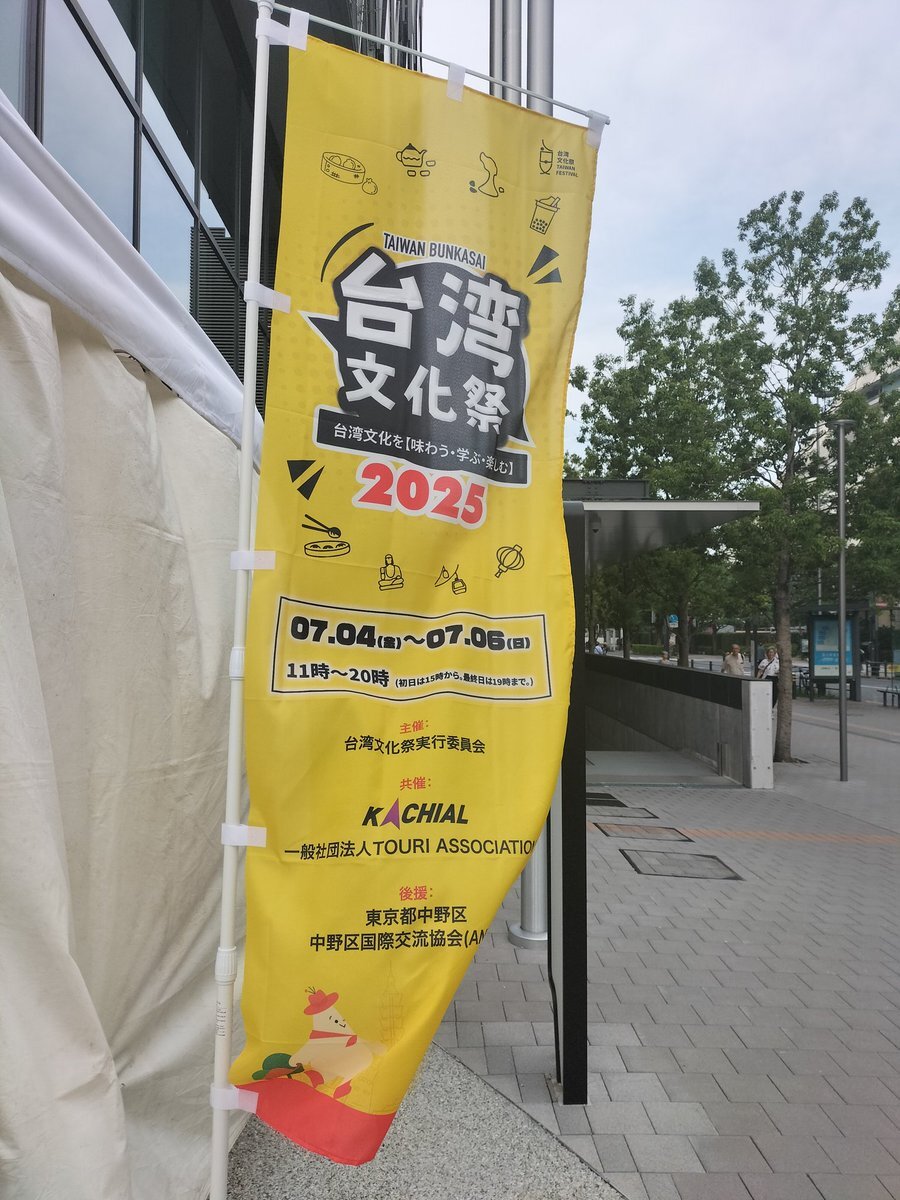 台湾
文化祭
TAIWAN
FESTIVAL
TAIWAN BUNKASAI
台湾
文化祭
台湾文化を【味わう・学ぶ・楽しむ】
2025
07.04(金)〜07.06(日)
11時〜20時 (初日は15時から。最終日は19時まで。)
主催:
台湾文化祭実行委員会
共催:
KACHIAL
一般社団法人TOURI ASSOCIATION
後援:
東京都中野区
中野区国際交流協会(AN